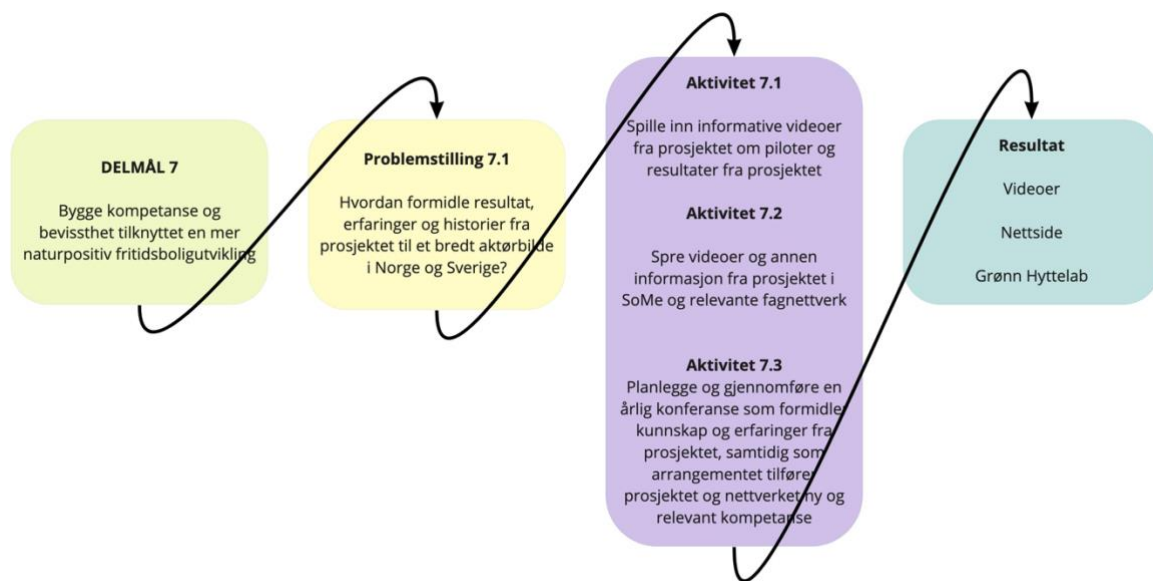 DELMÅL 7
Bygge kompetanse og
bevissthet tilknyttet en mer
naturpositiv fritidsboligutvikling
Problemstilling 7.1
Hvordan formidle resultat,
erfaringer og historier fra
prosjektet til et bredt aktørbilde
i Norge og Sverige?
Aktivitet 7.1
Spille inn informative videoer
fra prosjektet om piloter og
resultater fra prosjektet
Aktivitet 7.2
Spre videoer og annen
informasjon fra prosjektet i
SoMe og relevante fagnettverk
Aktivitet 7.3
Planlegge og gjennomføre en
årlig konferanse som formidler
kunnskap og erfaringer fra
prosjektet, samtidig som
arrangementet tilfører
prosjektet og nettverket ny og
relevant kompetanse
Resultat
Videoer
Nettside
Grønn Hyttelab